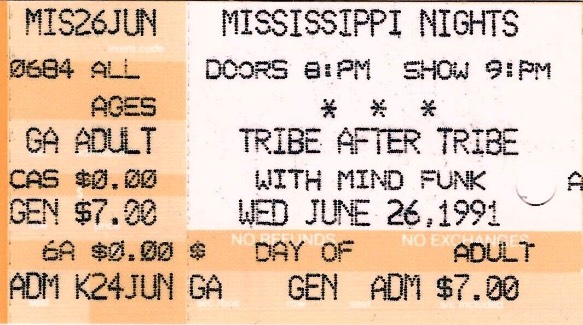 MIS26JUN MISSISSIPPI NIGHTS
0684 ALL DOORS 8:PM SHOW 9:PM
AGES * * *
GA ADULT TRIBE AFTER TRIBE
CAS $0.00 WITH MIND FUNK A
GEN $7.00 WED JUNE 26,1991
NO REFUNDS NO EXCHANGES
6A $0.00 $ DAY OF ADULT
ADM K24JUN GA GEN ADM $7.00